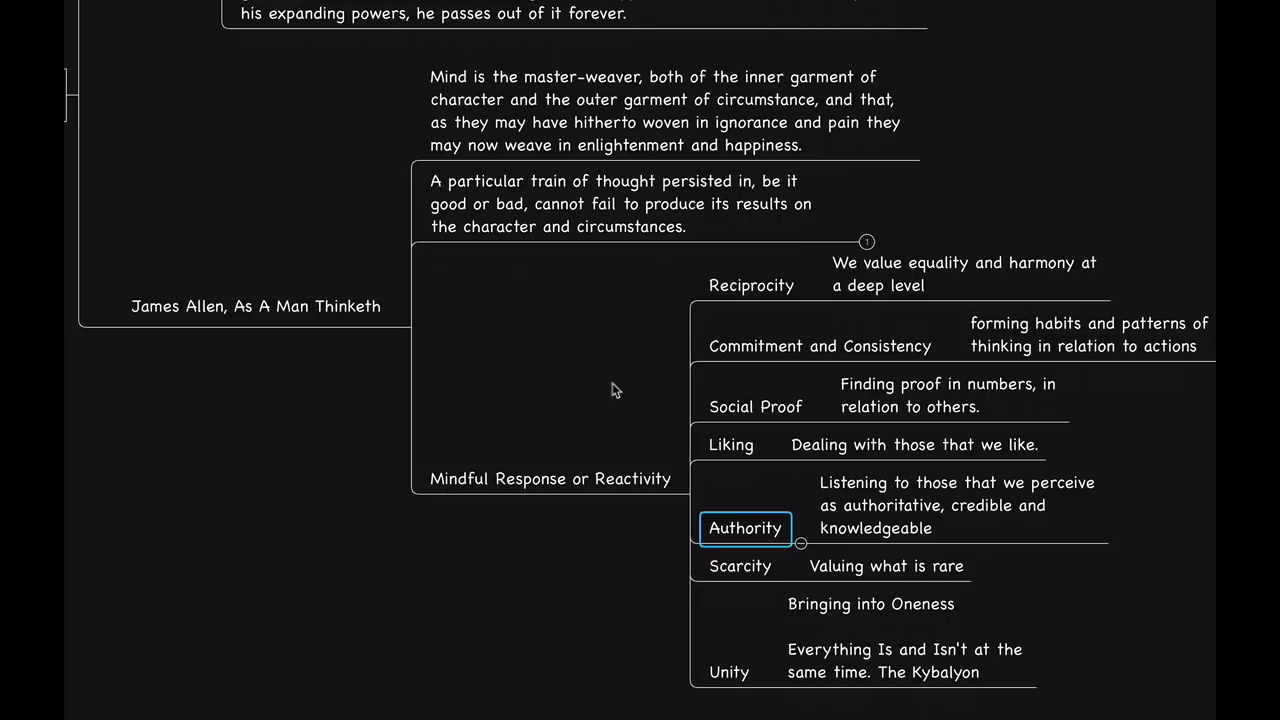 his expanding powers, he passes out of it forever.
Mind is the master-weaver, both of the inner garment of
character and the outer garment of circumstance, and that,
as they may have hitherto woven in ignorance and pain they
may now weave in enlightenment and happiness.
A particular train of thought persisted in, be it
good or bad, cannot fail to produce its results on
the character and circumstances.
1
James Allen, As A Man Thinketh
Mindful Response or Reactivity
Reciprocity
We value equality and harmony at
a deep level
Commitment and Consistency
forming habits and patterns of
thinking in relation to actions
Social Proof
Finding proof in numbers, in
relation to others.
Liking
Dealing with those that we like.
Authority
Listening to those that we perceive
as authoritative, credible and
knowledgeable
Scarcity
Valuing what is rare
Unity
Bringing into Oneness
Everything Is and Isn't at the
same time. The Kybalyon